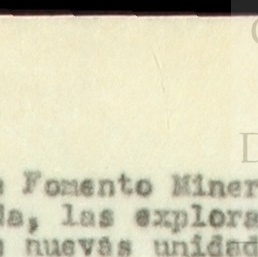 Fomento Miner
da, las explora
nuevas unidad